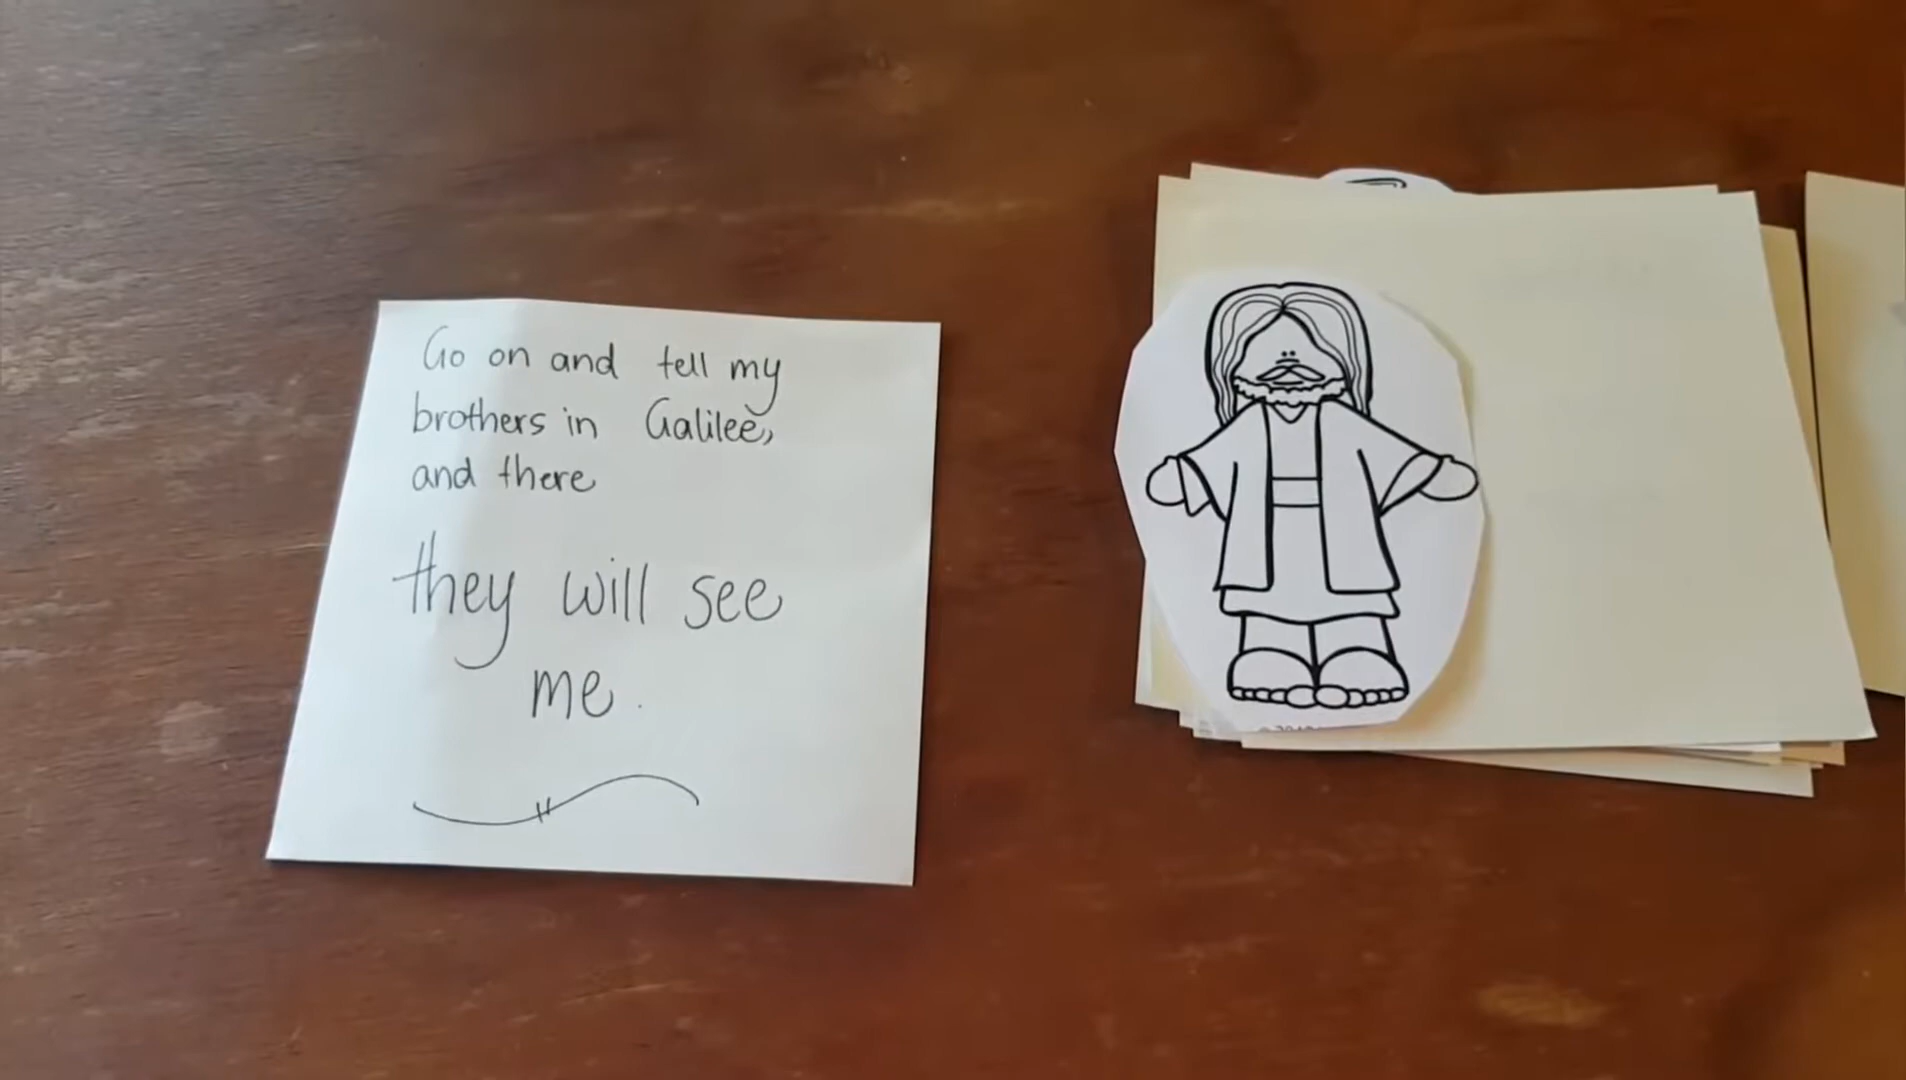 Go on and tell my
brothers in Galilee,
and there
they will see
me.